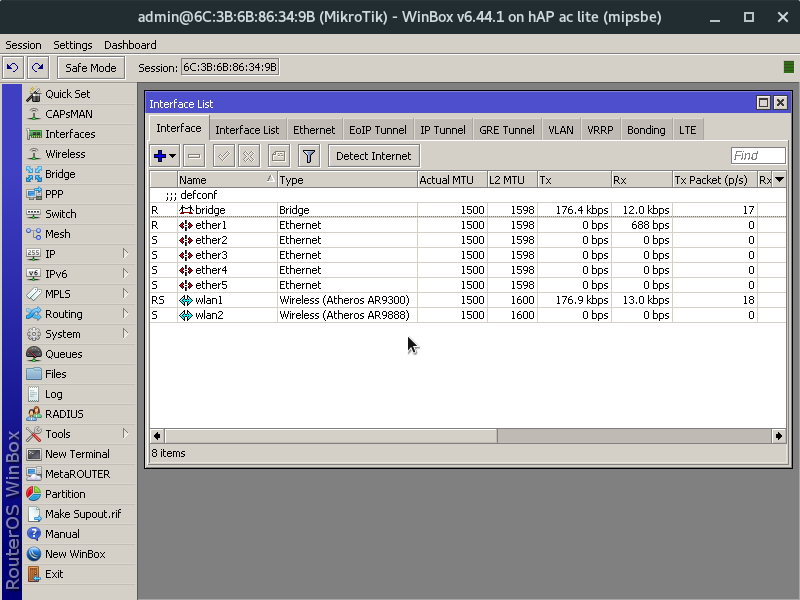 admin@6C:3B:6B:86:34:9B (MikroTik) - WinBox v6.44.1 on hAP ac lite (mipsbe)
Session Settings Dashboard
Safe Mode Session: 6C:3B:6B:86:34:9B
Quick Set
CAPsMAN
Interfaces
Wireless
Bridge
PPP
Switch
Mesh
IP
IPv6
MPLS
Routing
System
Queues
Files
Log
RADIUS
Tools
New Terminal
MetaROUTER
Partition
Make Supout.rif
Manual
New WinBox
Exit
RouterOS WinBox
Interface List
Interface Interface List Ethernet EoIP Tunnel IP Tunnel GRE Tunnel VLAN VRRP Bonding LTE
Detect Internet Find
Name Type Actual MTU L2 MTU Tx Rx Tx Packet (p/s) Rx
;;; defconf
R bridge Bridge 1500 1598 176.4 kbps 12.0 kbps 17
R ether1 Ethernet 1500 1598 0 bps 688 bps 0
S ether2 Ethernet 1500 1598 0 bps 0 bps 0
S ether3 Ethernet 1500 1598 0 bps 0 bps 0
S ether4 Ethernet 1500 1598 0 bps 0 bps 0
S ether5 Ethernet 1500 1598 0 bps 0 bps 0
RS wlan1 Wireless (Atheros AR9300) 1500 1600 176.9 kbps 13.0 kbps 18
S wlan2 Wireless (Atheros AR9888) 1500 1600 0 bps 0 bps 0
8 items